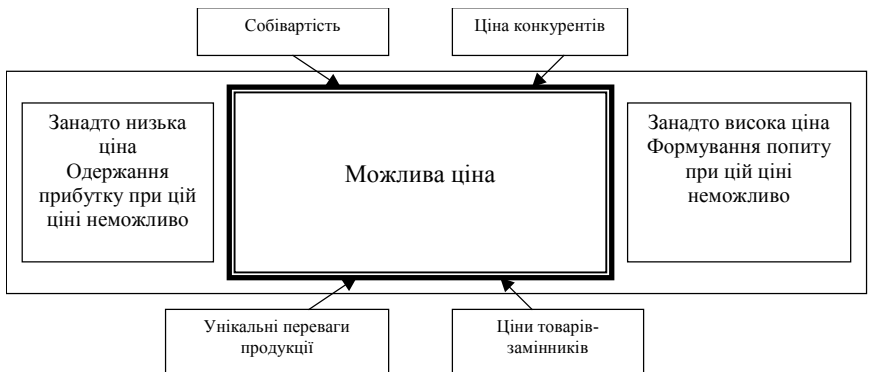 Собівартість
Ціна конкурентів
Занадто низька
ціна
Одержання
прибутку при цій
ціні неможливо
Можлива ціна
Занадто висока ціна
Формування попиту
при цій ціні
неможливо
Унікальні переваги
продукції
Ціни товарів-
замінників